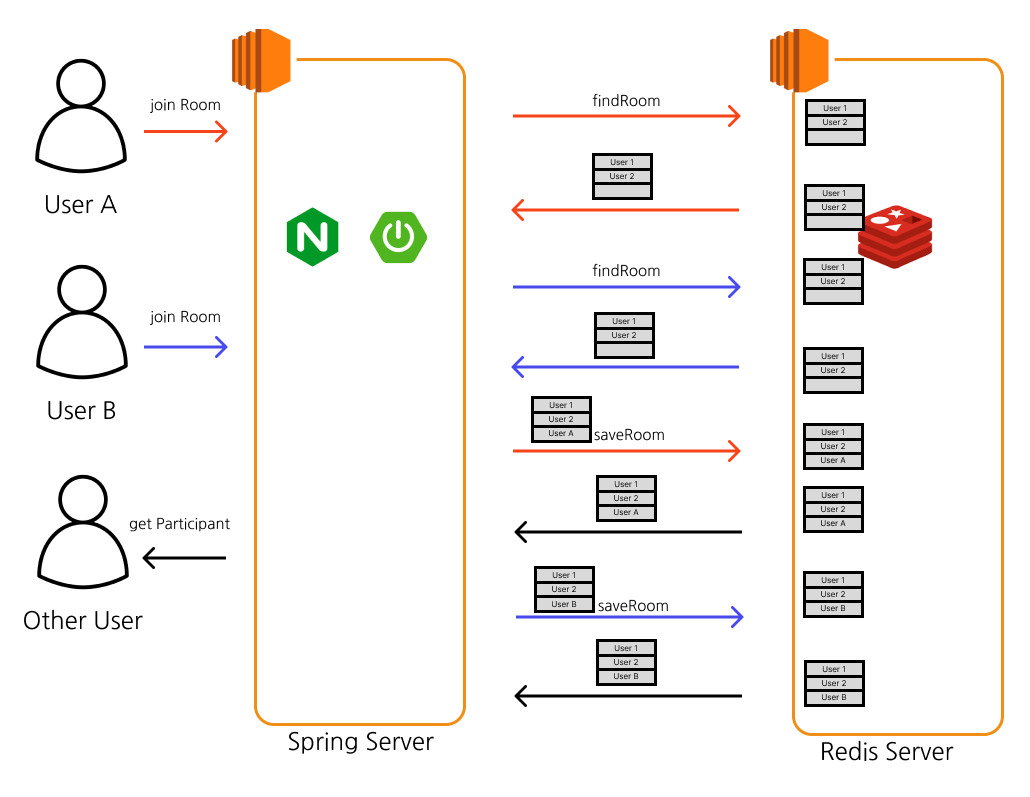 join Room
User A
join Room
User B
get Participant
Other User
N
Spring Server
findRoom
User 1
User 2
findRoom
User 1
User 2
User 1
User 2
User A
saveRoom
User 1
User 2
User A
User 1
User 2
User B
saveRoom
User 1
User 2
User B
User 1
User 2
User 1
User 2
User 1
User 2
User 1
User 2
User 1
User 2
User A
User 1
User 2
User A
User 1
User 2
User B
User 1
User 2
User B
Redis Server